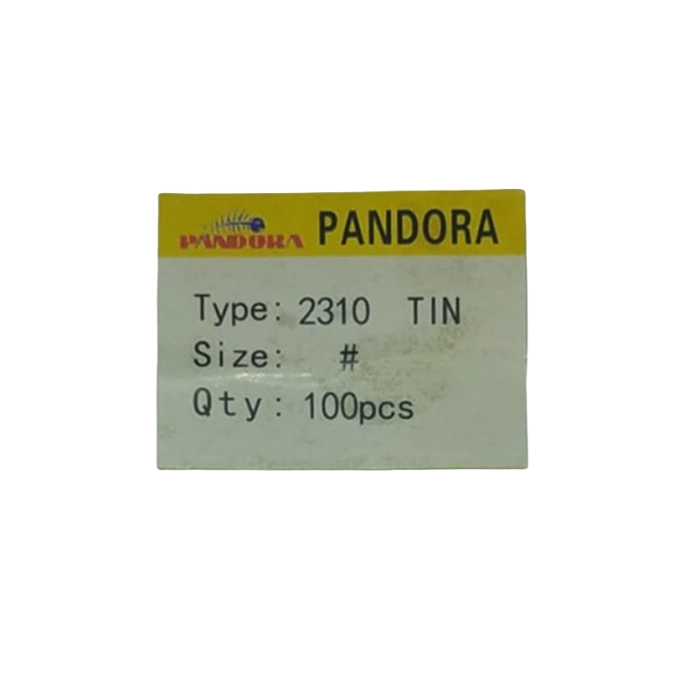 PANDORA PANDORA
Type: 2310 TIN
Size: #
Qty: 100pcs